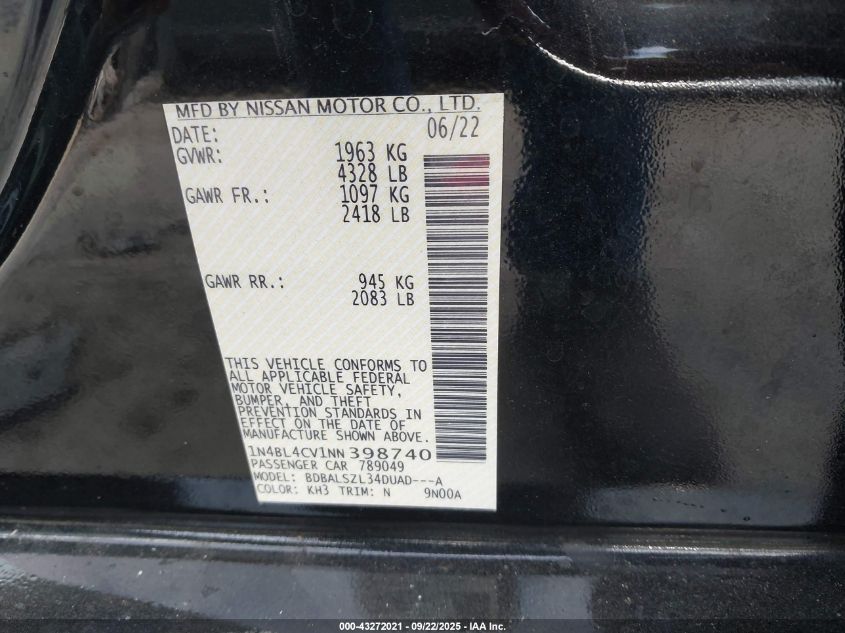 MFD BY NISSAN MOTOR CO., LTD.
DATE: 06/22
GVWR: 1963 KG
4328 LB
GAWR FR.: 1097 KG
2418 LB
GAWR RR.: 945 KG
2083 LB
THIS VEHICLE CONFORMS TO
ALL APPLICABLE FEDERAL
MOTOR VEHICLE SAFETY,
BUMPER, AND THEFT
PREVENTION STANDARDS IN
EFFECT ON THE DATE OF
MANUFACTURE SHOWN ABOVE.
1N4BL4CV1NN398740
PASSENGER CAR 789049
MODEL: BDBALSZL34DUAD---A
COLOR: KH3 TRIM: N 9N00A
000-43272021 - 09/22/2025 - IAA Inc.